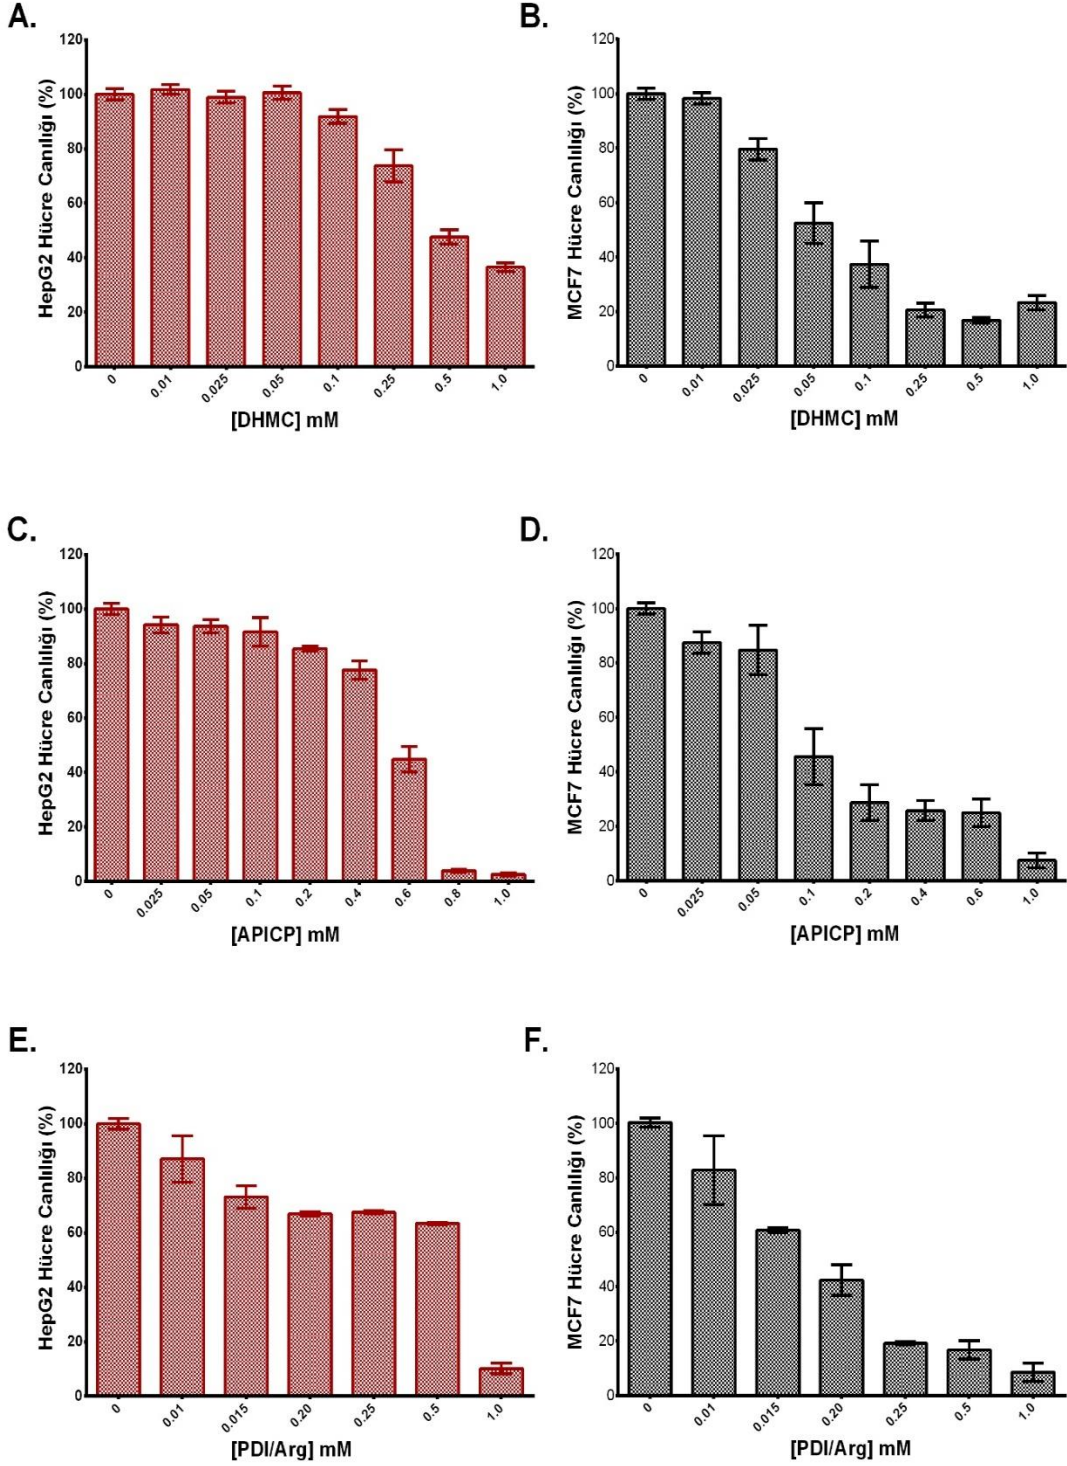 A.
HepG2 Hücre Canlılığı (%)
120
100
80
60
40
20
0
0 0.01 0.025 0.05 0.1 0.25 0.5 1.0
[DHMC] mM
B.
MCF7 Hücre Canlılığı (%)
120
100
80
60
40
20
0
0 0.01 0.025 0.05 0.1 0.25 0.5 1.0
[DHMC] mM
C.
HepG2 Hücre Canlılığı (%)
120
100
80
60
40
20
0
0 0.025 0.05 0.1 0.2 0.4 0.6 0.8 1.0
[APICP] mM
D.
MCF7 Hücre Canlılığı (%)
120
100
80
60
40
20
0
0 0.025 0.05 0.1 0.2 0.4 0.6 1.0
[APICP] mM
E.
HepG2 Hücre Canlılığı (%)
120
100
80
60
40
20
0
0 0.01 0.015 0.20 0.25 0.5 1.0
[PDI/Arg] mM
F.
MCF7 Hücre Canlılığı (%)
120
100
80
60
40
20
0
0 0.01 0.015 0.20 0.25 0.5 1.0
[PDI/Arg] mM